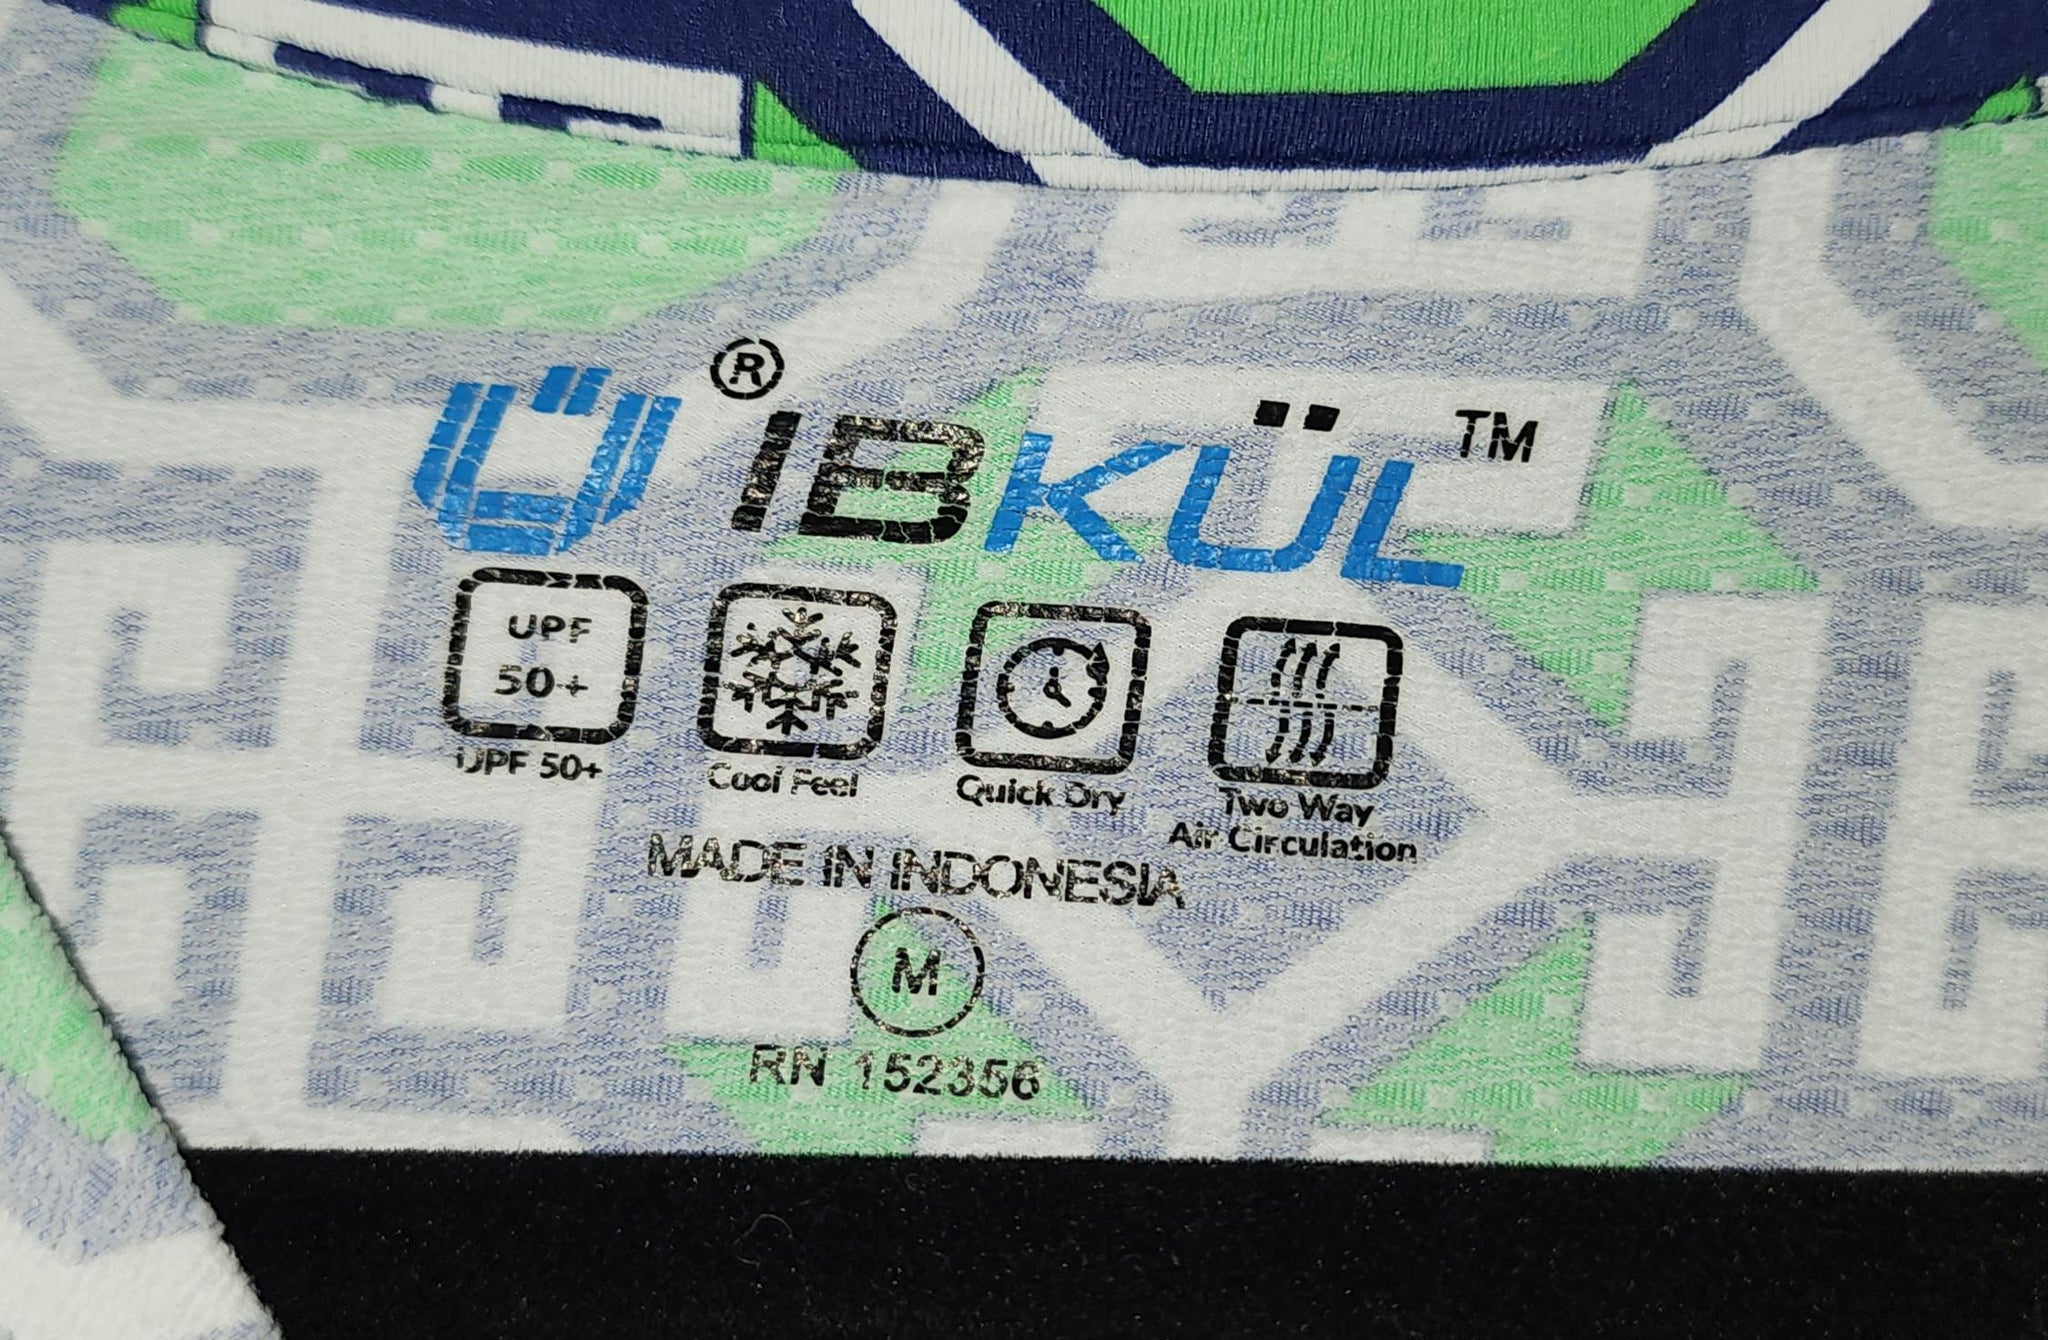 Ü® IBKÜL™
UPF
50+
UPF 50+
Cool Feel
Quick Dry
Two Way
Air Circulation
MADE IN INDONESIA
M
RN 152356